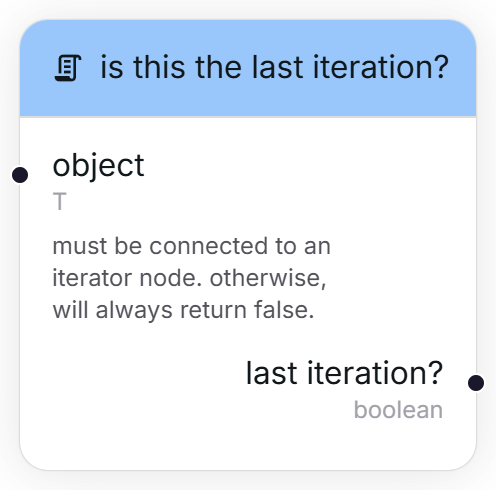 is this the last iteration?
object
T
must be connected to an
iterator node. otherwise,
will always return false.
last iteration?
boolean